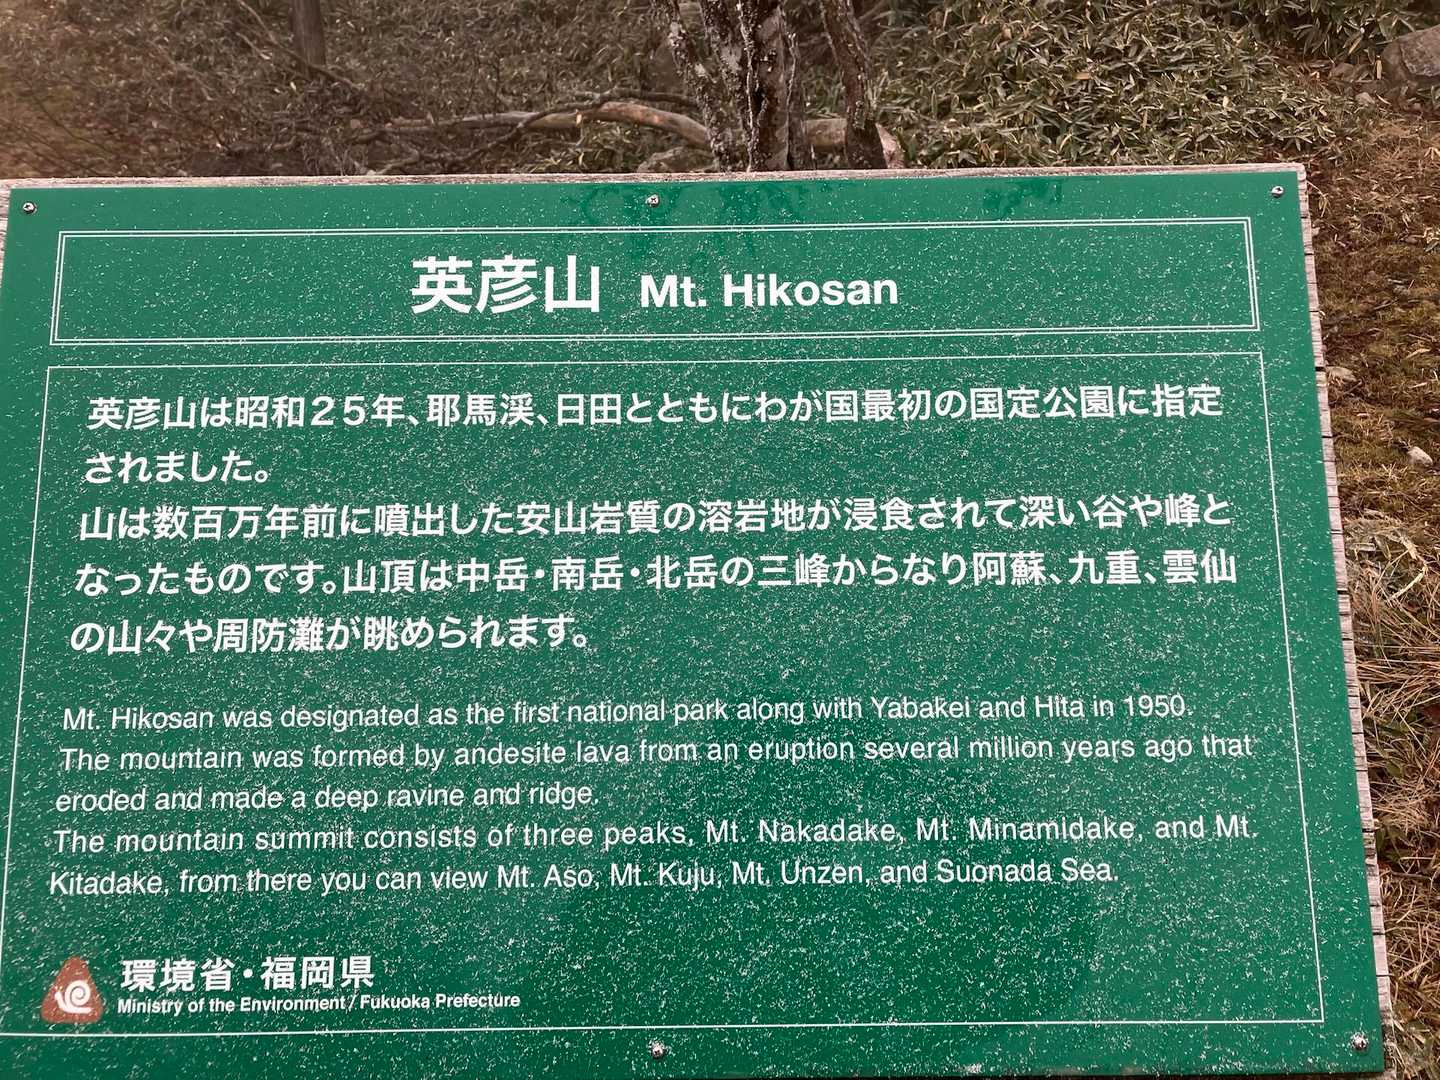 英彦山 Mt. Hikosan
英彦山は昭和25年、耶馬渓、日田とともにわが国最初の国定公園に指定
されました。
山は数百万年前に噴出した安山岩質の溶岩地が浸食されて深い谷や峰と
なったものです。山頂は中岳・南岳・北岳の三峰からなり阿蘇、九重、雲仙
の山々や周防灘が眺められます。
Mt. Hikosan was designated as the first national park along with Yabakei and Hita in 1950.
The mountain was formed by andesite lava from an eruption several million years ago that
eroded and made a deep ravine and ridge.
The mountain summit consists of three peaks, Mt. Nakadake, Mt. Minamidake, and Mt.
Kitadake, from there you can view Mt. Aso, Mt. Kuju, Mt. Unzen, and Suonada Sea.
環境省・福岡県
Ministry of the Environment / Fukuoka Prefecture